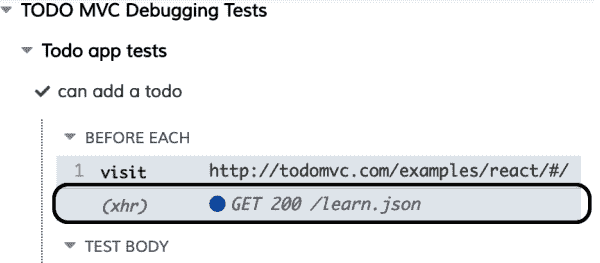 TODO MVC Debugging Tests
Todo app tests
can add a todo
BEFORE EACH
1 visit http://todomvc.com/examples/react/#/
(xhr) GET 200 /learn.json
TEST BODY